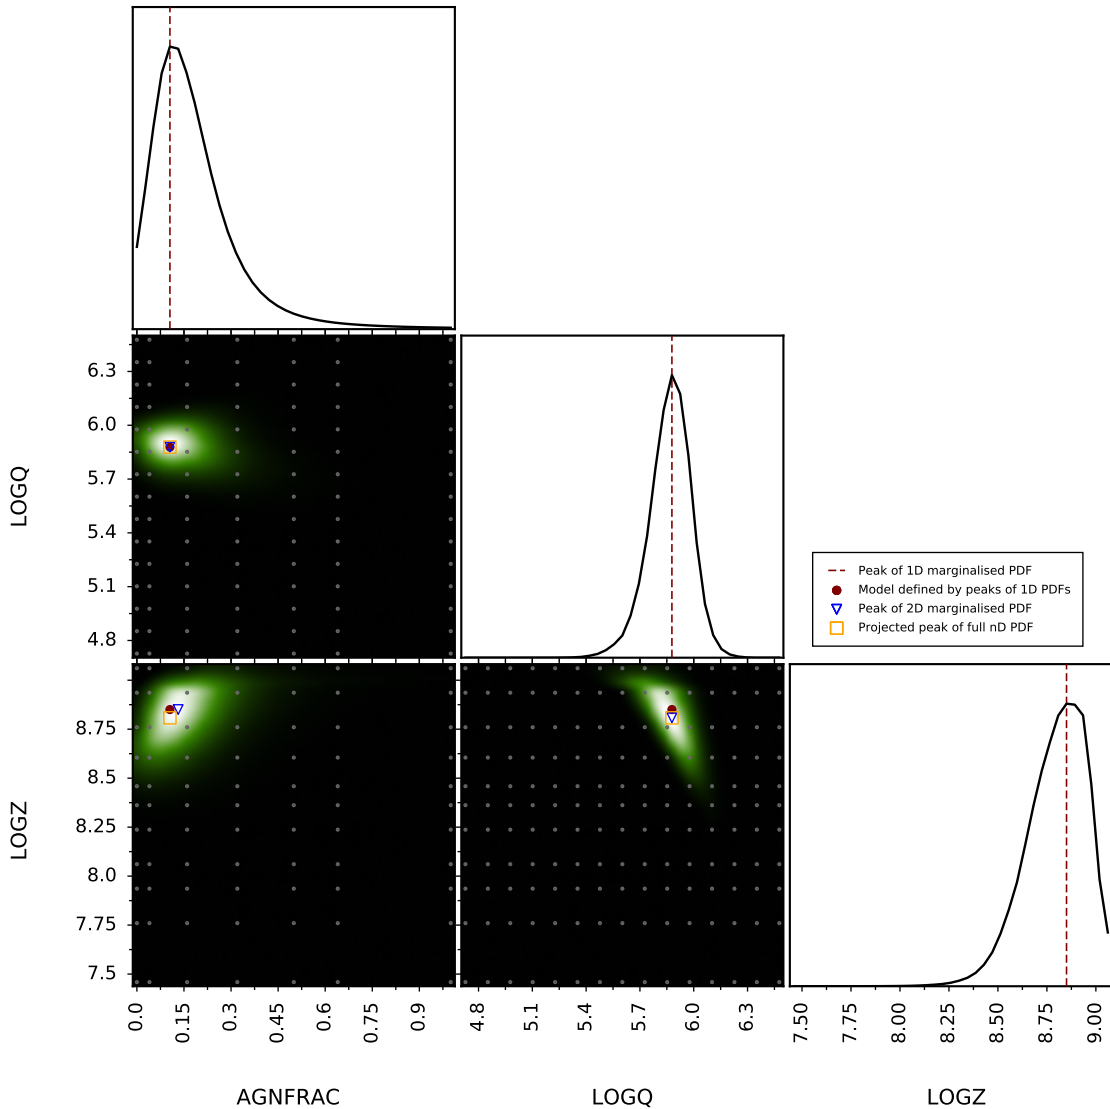 6.3
6.0
5.7
5.4
5.1
4.8
LOGQ
Peak of 1D marginalised PDF
Model defined by peaks of 1D PDFs
Peak of 2D marginalised PDF
Projected peak of full nD PDF
8.75
8.5
8.25
8.0
7.75
7.5
LOGZ
0.0 0.15 0.3 0.45 0.6 0.75 0.9
4.8 5.1 5.4 5.7 6.0 6.3
7.50 7.75 8.00 8.25 8.50 8.75 9.00
AGNFRAC LOGQ LOGZ